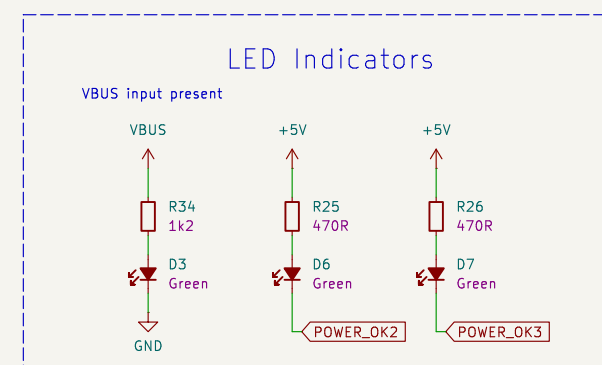 LED Indicators
VBUS input present
VBUS
+5V
+5V
R34
1k2
R25
470R
R26
470R
D3
Green
D6
Green
D7
Green
POWER_OK2
POWER_OK3
GND